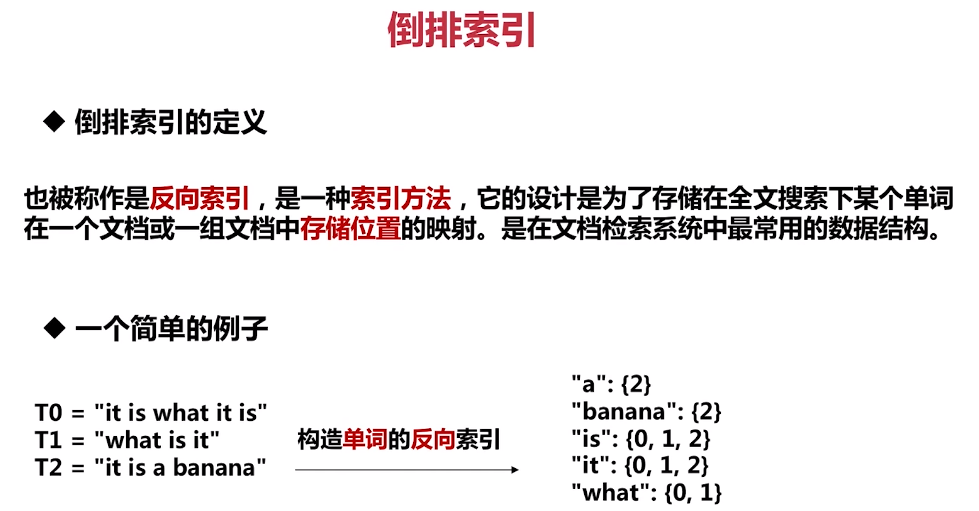 倒排索引
◆ 倒排索引的定义
也被称作是反向索引，是一种索引方法，它的设计是为了存储在全文搜索下某个单词
在一个文档或一组文档中存储位置的映射。是在文档检索系统中最常用的数据结构。
◆ 一个简单的例子
T0 = "it is what it is"
T1 = "what is it"
T2 = "it is a banana"
构造单词的反向索引
"a": {2}
"banana": {2}
"is": {0, 1, 2}
"it": {0, 1, 2}
"what": {0, 1}